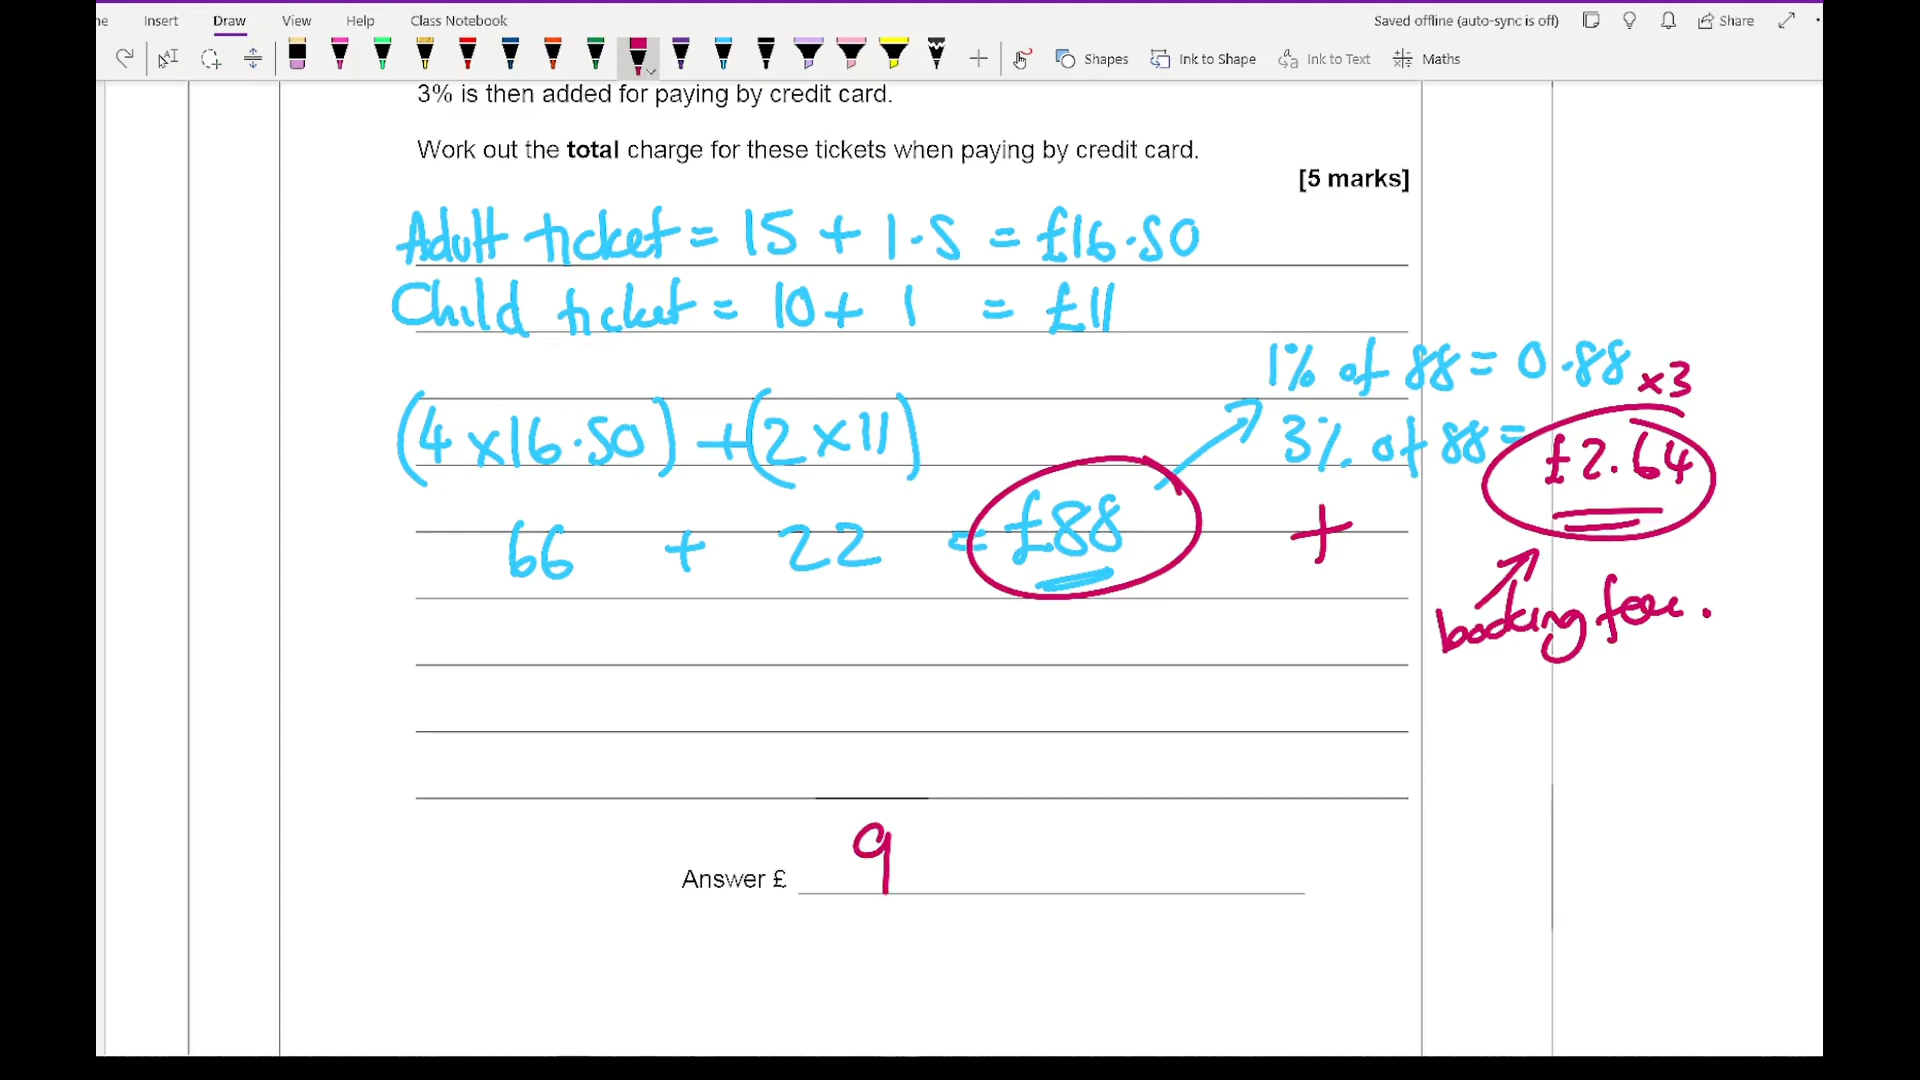 ne Insert Draw View Help Class Notebook Saved offline (auto-sync is off) Share
Shapes Ink to Shape Ink to Text Maths
3% is then added for paying by credit card.
Work out the total charge for these tickets when paying by credit card.
[5 marks]
Adult ticket = 15 + 1.5 = £16.50
Child ticket = 10 + 1 = £11
1% of 88 = 0.88 x3
(4 x 16.50) + (2 x 11)
3% of 88 = £2.64
66 + 22 = £88 +
booking fee.
Answer £ 9